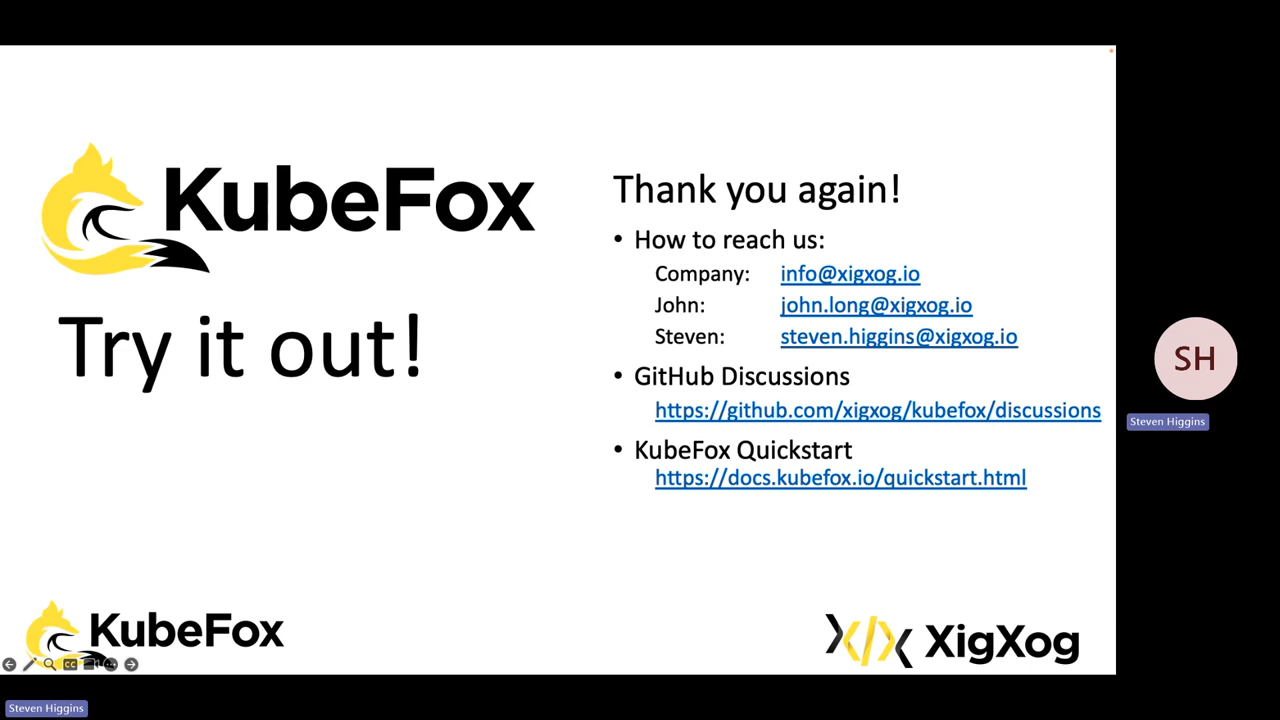 KubeFox
Try it out!
Thank you again!
• How to reach us:
Company: info@xigxog.io
John: john.long@xigxog.io
Steven: steven.higgins@xigxog.io
• GitHub Discussions
https://github.com/xigxog/kubefox/discussions
• KubeFox Quickstart
https://docs.kubefox.io/quickstart.html
SH
Steven Higgins
KubeFox
XigXog
CC
Steven Higgins